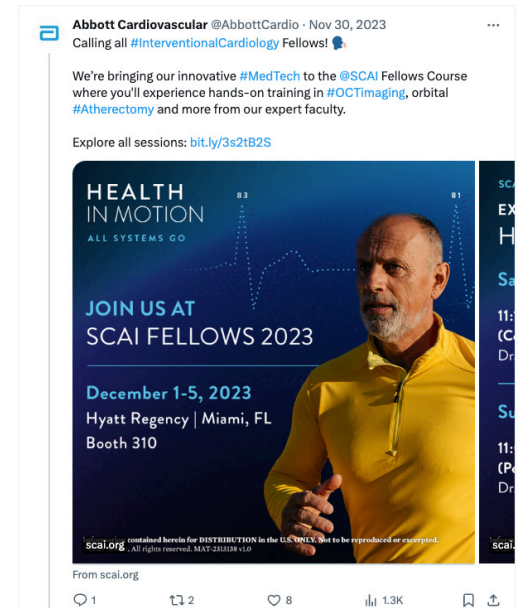 Abbott Cardiovascular @AbbottCardio · Nov 30, 2023
Calling all #InterventionalCardiology Fellows! 🗣️
We're bringing our innovative #MedTech to the @SCAI Fellows Course
where you'll experience hands-on training in #OCTimaging, orbital
#Atherectomy and more from our expert faculty.
Explore all sessions: bit.ly/3s2tB2S
HEALTH
IN MOTION
ALL SYSTEMS GO
83
81
JOIN US AT
SCAI FELLOWS 2023
December 1-5, 2023
Hyatt Regency | Miami, FL
Booth 310
contained herein for DISTRIBUTION in the U.S. ONLY. Not to be reproduced or excerpted.
scai.org
. All rights reserved. MAT-2313138 v1.0
SCA
EX
H
Sa
11:
(C
Dr.
Su
11:
(P
Dr
scai.
From scai.org
1
2
8
1.3K